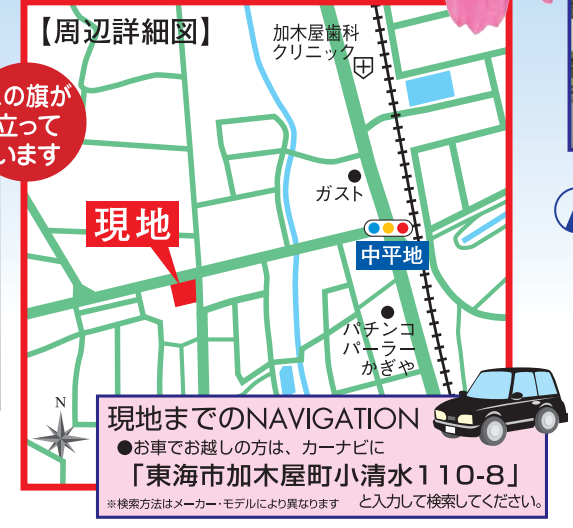 【周辺詳細図】
加木屋歯科
クリニック
の旗が
立って
います
ガスト
現地
中平地
パチンコ
パーラー
かぎや
N
現地までのNAVIGATION
●お車でお越しの方は、カーナビに
「東海市加木屋町小清水110-8」
※検索方法はメーカー・モデルにより異なります と入力して検索してください。